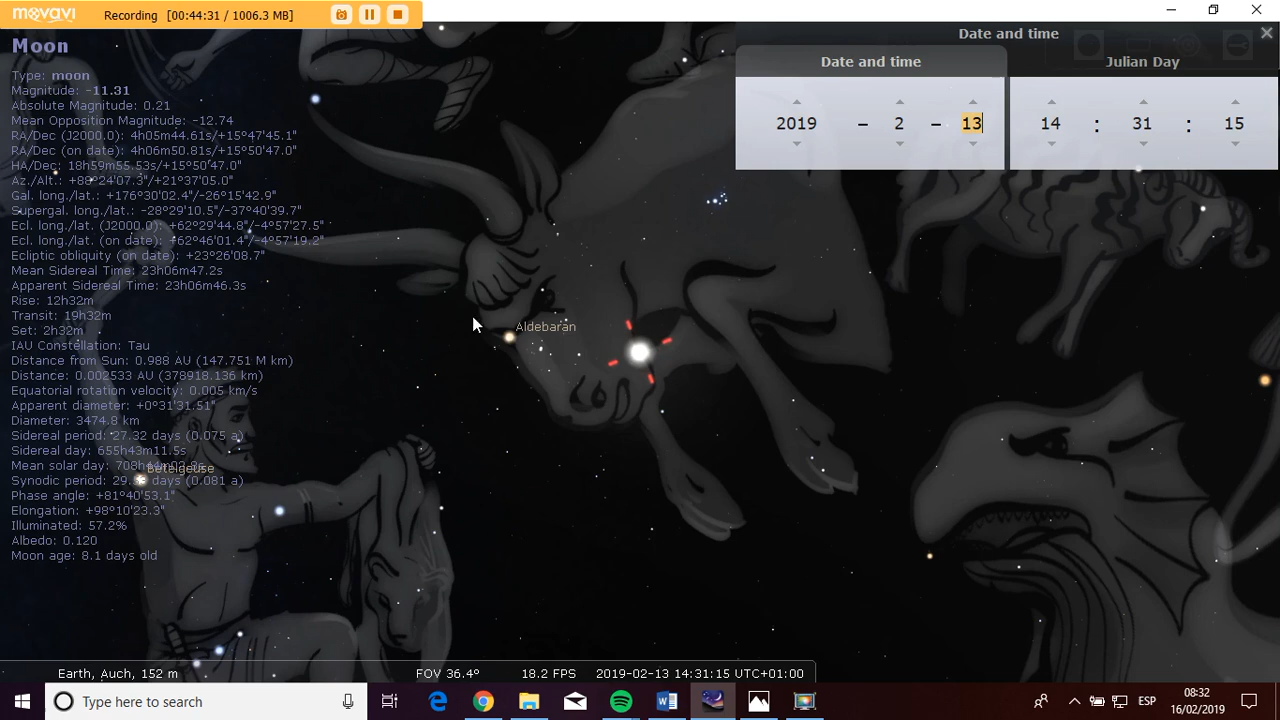 movavi Recording [00:44:31 / 1006.3 MB]
Moon
Type: moon
Magnitude: -11.31
Absolute Magnitude: 0.21
Mean Opposition Magnitude: -12.74
RA/Dec (J2000.0): 4h05m44.61s/+15°47'45.1"
RA/Dec (on date): 4h06m50.81s/+15°50'47.0"
HA/Dec: 18h59m55.53s/+15°50'47.0"
Az./Alt.: +88°24'07.3"/+21°37'05.0"
Gal. long./lat.: +176°30'02.4"/-26°15'42.9"
Supergal. long./lat.: -28°29'10.5"/-37°40'39.7"
Ecl. long./lat. (J2000.0): +62°29'44.8"/-4°57'27.5"
Ecl. long./lat. (on date): +62°46'01.4"/-4°57'19.2"
Ecliptic obliquity (on date): +23°26'08.7"
Mean Sidereal Time: 23h06m47.2s
Apparent Sidereal Time: 23h06m46.3s
Rise: 12h32m
Transit: 19h32m
Set: 2h32m
IAU Constellation: Tau
Distance from Sun: 0.988 AU (147.751 M km)
Distance: 0.002533 AU (378918.136 km)
Equatorial rotation velocity: 0.005 km/s
Apparent diameter: +0°31'31.51"
Diameter: 3474.8 km
Sidereal period: 27.32 days (0.075 a)
Sidereal day: 655h43m11.5s
Mean solar day:
Synodic period: days (0.081 a)
Phase angle: +81°40'53.1"
Elongation: +98°10'23.3"
Illuminated: 57.2%
Albedo: 0.120
Moon age: 8.1 days old
Date and time
Date and time Julian Day
2019 - 2 - 13 14 : 31 : 15
Aldebaran
Betelgeuse
Earth, Auch, 152 m FOV 36.4° 18.2 FPS 2019-02-13 14:31:15 UTC+01:00
Type here to search
ESP
08:32
16/02/2019